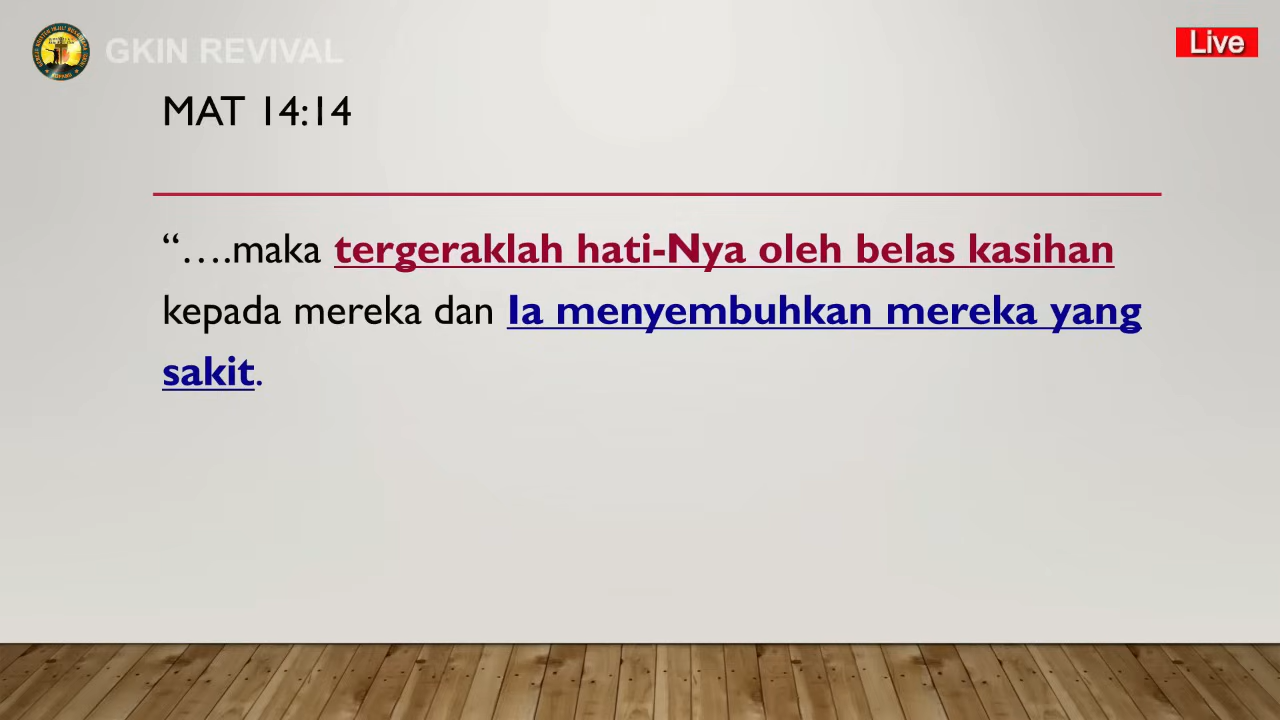 GKIN REVIVAL
Live
MAT 14:14
“….maka tergeraklah hati-Nya oleh belas kasihan
kepada mereka dan Ia menyembuhkan mereka yang
sakit.